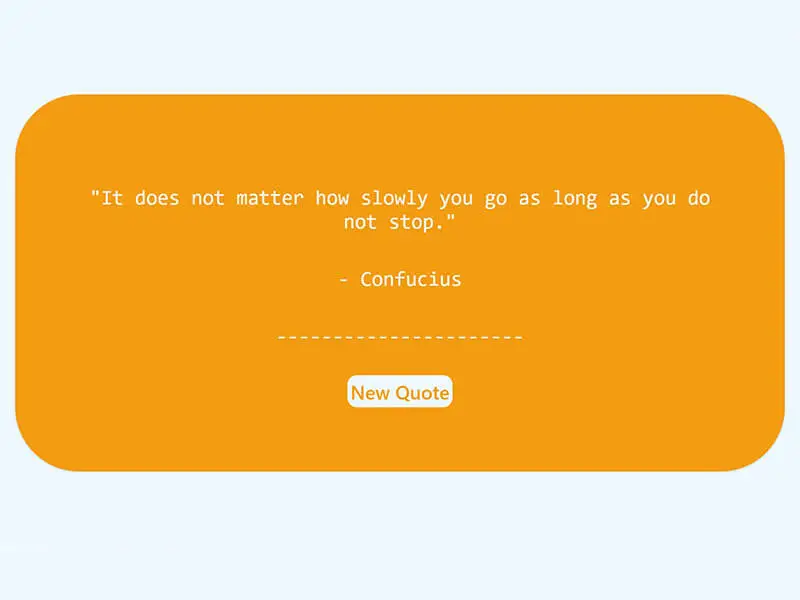 "It does not matter how slowly you go as long as you do
not stop."
- Confucius
----------------------
New Quote